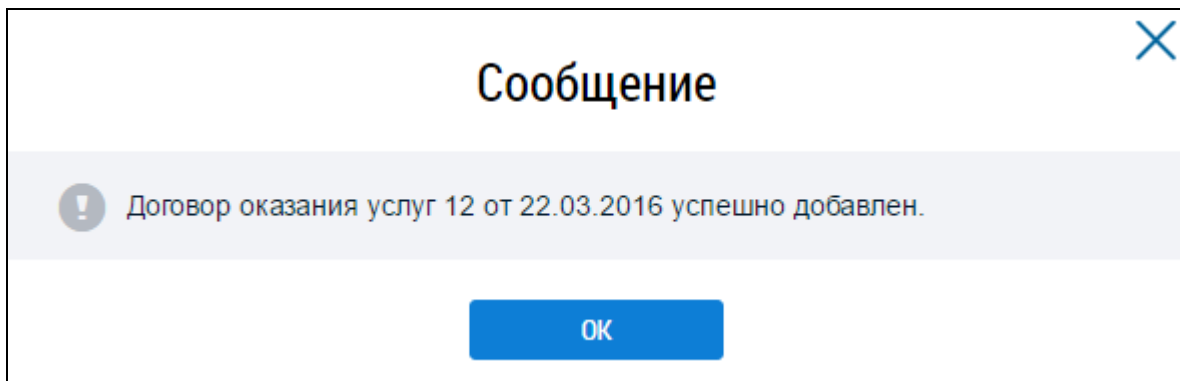 Сообщение
Договор оказания услуг 12 от 22.03.2016 успешно добавлен.
ОК